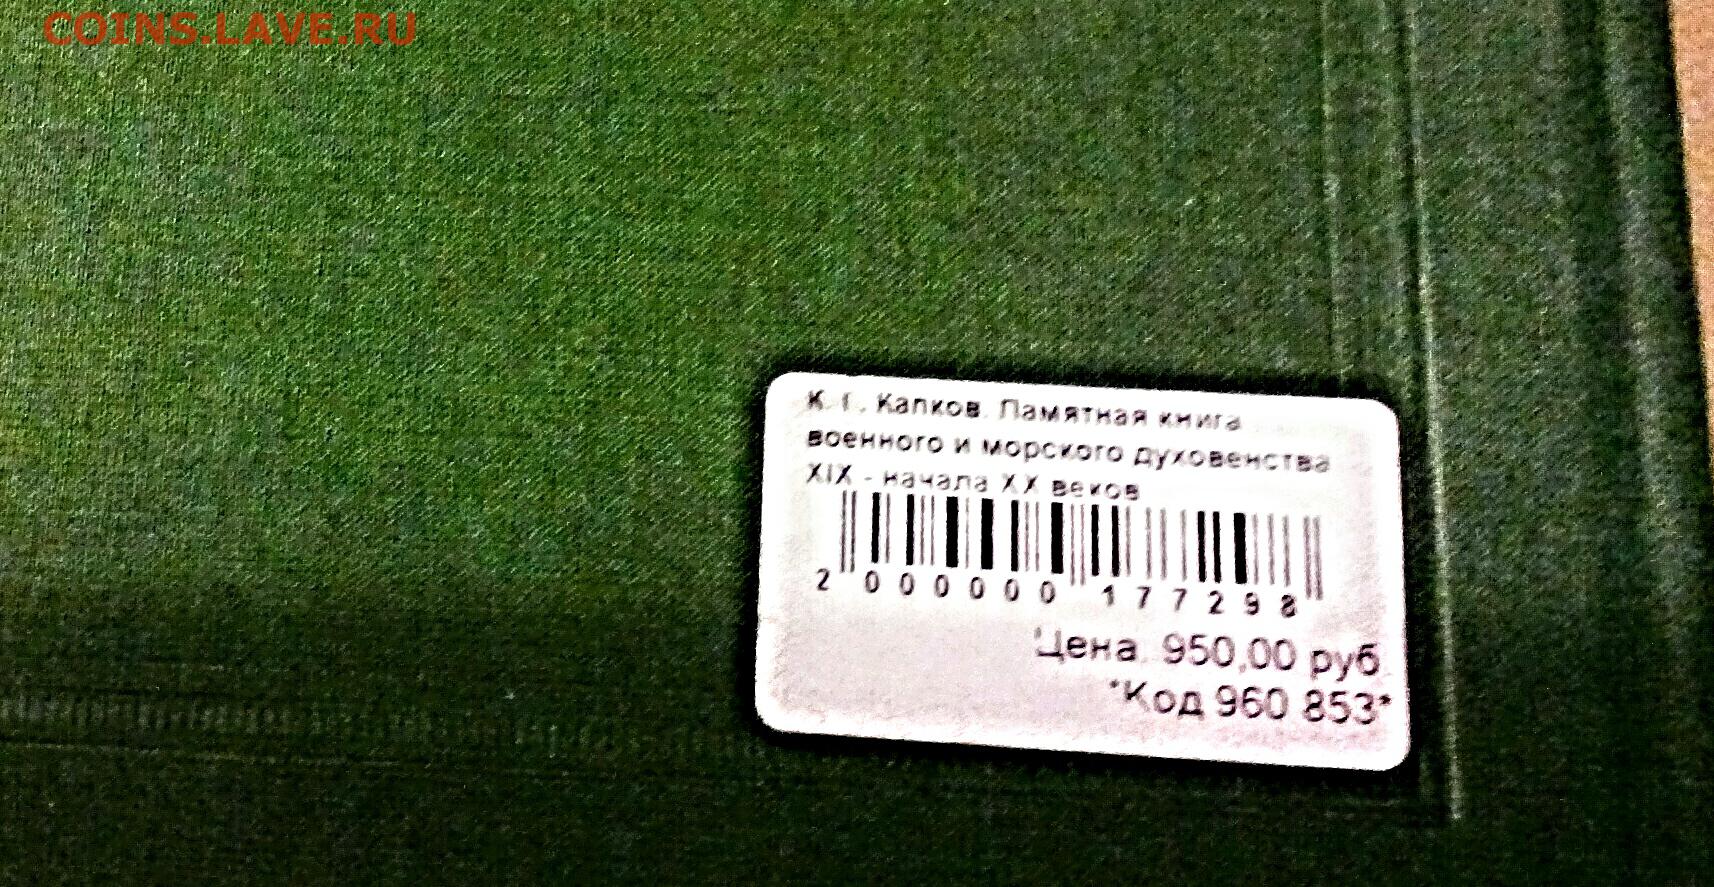 COINS.LAVE.RU
К. Г. Капков. Памятная книга
военного и морского духовенства
XIX - начала XX веков
2 000000 177298
Цена. 950,00 руб.
*Код 960 853*